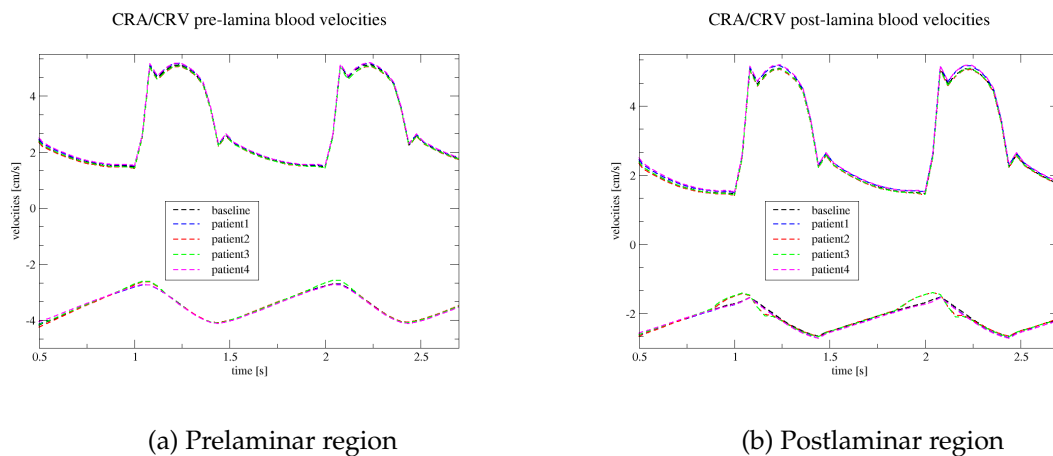 CRA/CRV pre-lamina blood velocities
velocities [cm/s]
4
2
0
-2
-4
baseline
patient1
patient2
patient3
patient4
0.5 1 1.5 2 2.5
time [s]
(a) Prelaminar region
CRA/CRV post-lamina blood velocities
velocities [cm/s]
4
2
0
-2
baseline
patient1
patient2
patient3
patient4
0.5 1 1.5 2 2.5
time [s]
(b) Postlaminar region